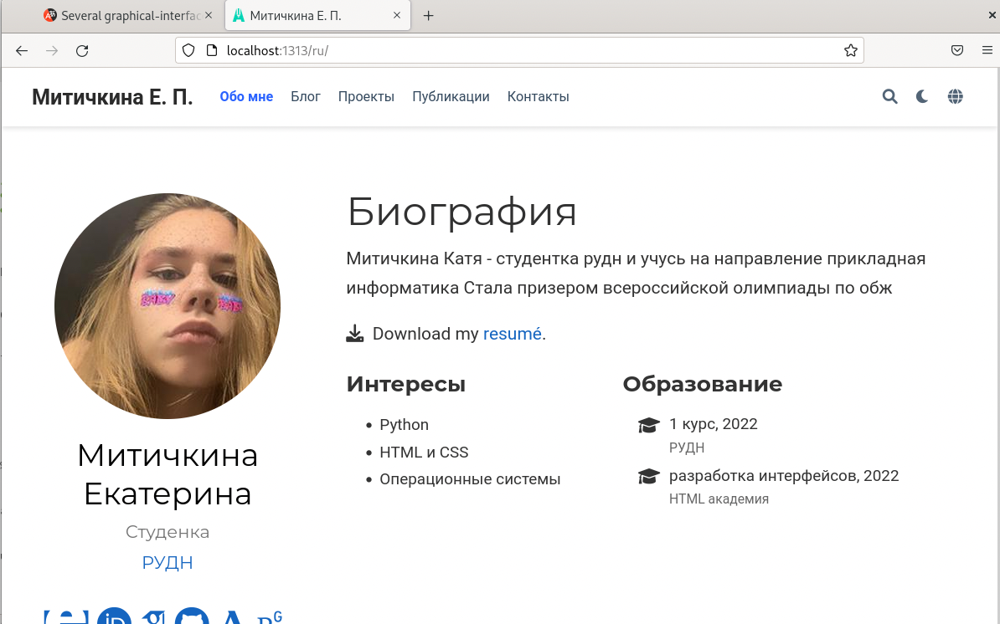 Several graphical-interfac
Митичкина Е. П.
localhost:1313/ru/
Митичкина Е. П.
Обо мне
Блог
Проекты
Публикации
Контакты
Биография
Митичкина Катя - студентка рудн и учусь на направление прикладная
информатика Стала призером всероссийской олимпиады по обж
Download my resumé.
Интересы
Python
HTML и CSS
Операционные системы
Образование
1 курс, 2022
РУДН
разработка интерфейсов, 2022
HTML академия
BABY
Митичкина
Екатерина
Студенка
РУДН